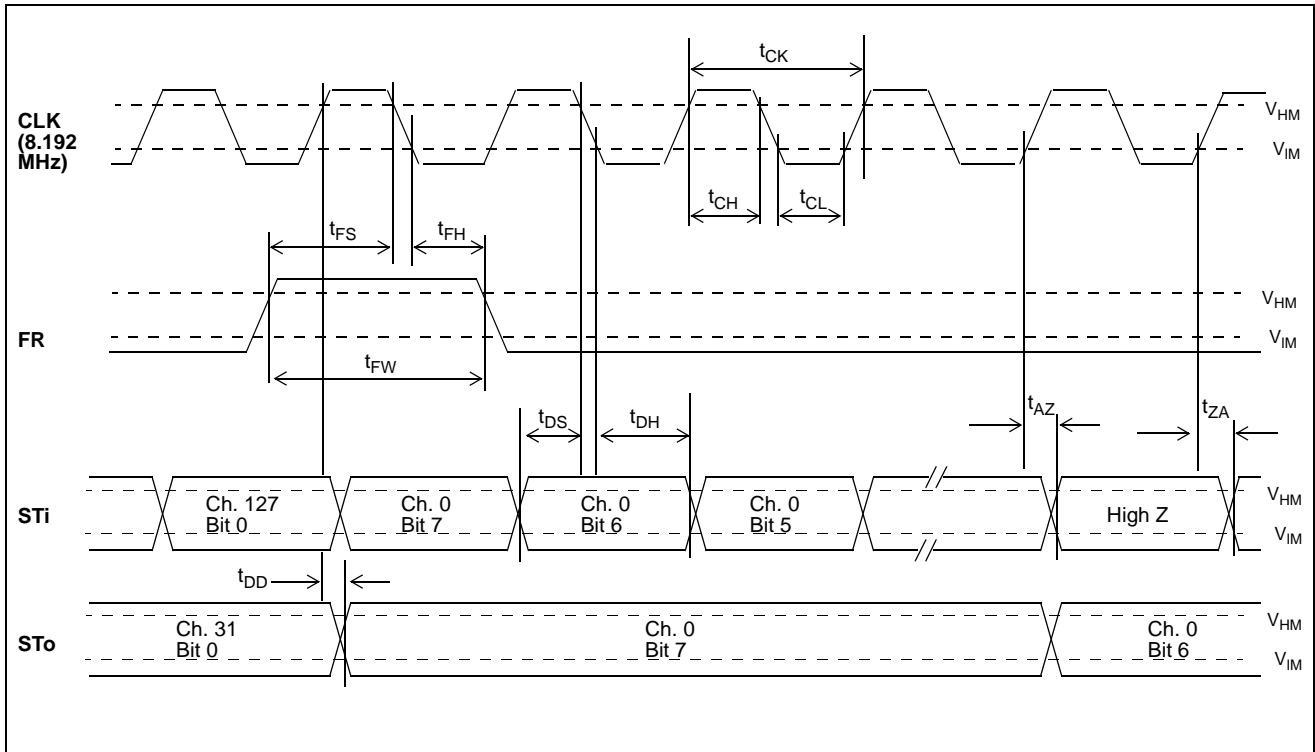 tCK
CLK
(8.192
MHz)
VHM
VIM
tCH
tCL
tFS
tFH
FR
VHM
VIM
tFW
tDS
tDH
tAZ
tZA
STi
Ch. 127
Bit 0
Ch. 0
Bit 7
Ch. 0
Bit 6
Ch. 0
Bit 5
High Z
VHM
VIM
tDD
STo
Ch. 31
Bit 0
Ch. 0
Bit 7
Ch. 0
Bit 6
VHM
VIM